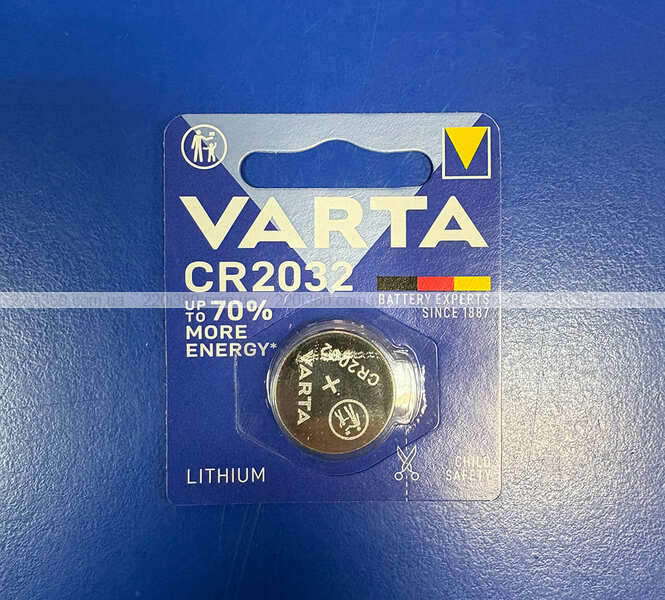 VARTA
CR2032
BATTERY EXPERTS
SINCE 1887
UP TO 70%
MORE
ENERGY*
CR2032
VARTA
+
LITHIUM
CHILD
SAFETY